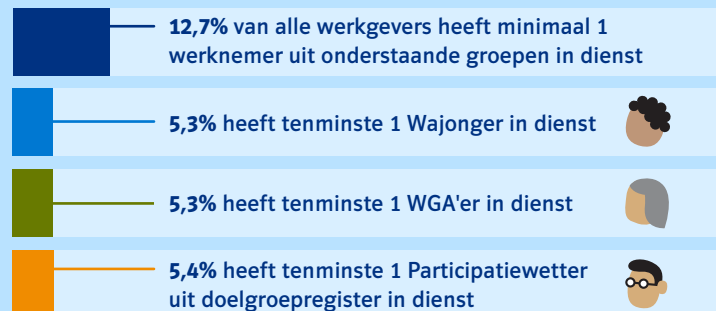 12,7% van alle werkgevers heeft minimaal 1
werknemer uit onderstaande groepen in dienst
5,3% heeft tenminste 1 Wajonger in dienst
5,3% heeft tenminste 1 WGA'er in dienst
5,4% heeft tenminste 1 Participatiewetter
uit doelgroepregister in dienst